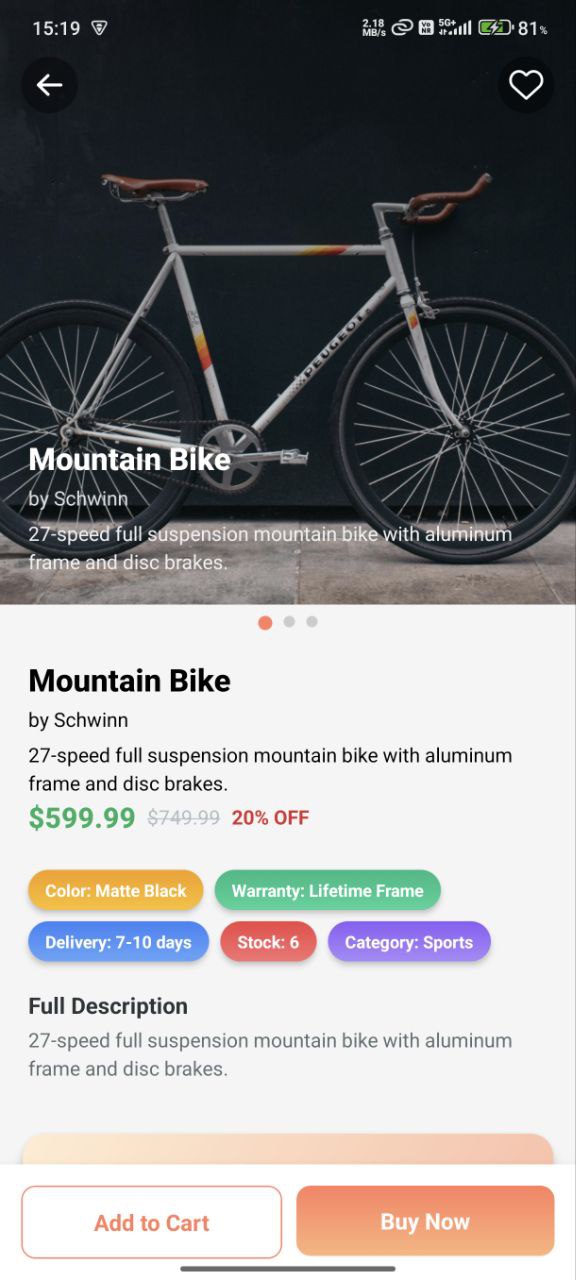 15:19 2.18 MB/s Vo NR 5G+ 81%
PEUGEOT
Mountain Bike
by Schwinn
27-speed full suspension mountain bike with aluminum
frame and disc brakes.
Mountain Bike
by Schwinn
27-speed full suspension mountain bike with aluminum
frame and disc brakes.
$599.99 $749.99 20% OFF
Color: Matte Black Warranty: Lifetime Frame
Delivery: 7-10 days Stock: 6 Category: Sports
Full Description
27-speed full suspension mountain bike with aluminum
frame and disc brakes.
Add to Cart Buy Now